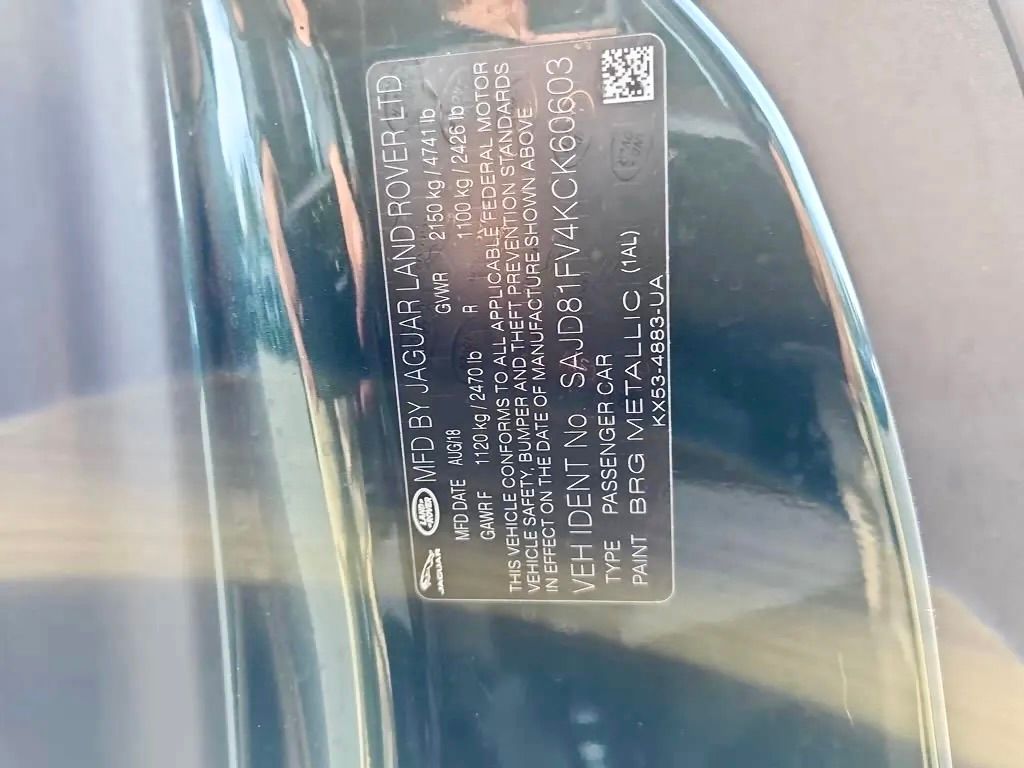 JAGUAR LAND ROVER MFD BY JAGUAR LAND ROVER LTD
MFD DATE AUG/18 GVWR 2150 kg / 4741 lb
GAWR F 1120 kg / 2470 lb R 1100 kg / 2426 lb
THIS VEHICLE CONFORMS TO ALL APPLICABLE FEDERAL MOTOR
VEHICLE SAFETY, BUMPER AND THEFT PREVENTION STANDARDS
IN EFFECT ON THE DATE OF MANUFACTURE SHOWN ABOVE.
VEH IDENT No. SAJD81FV4KCK60603
TYPE PASSENGER CAR
PAINT BRG METALLIC (1AL)
KX53-4883-UA